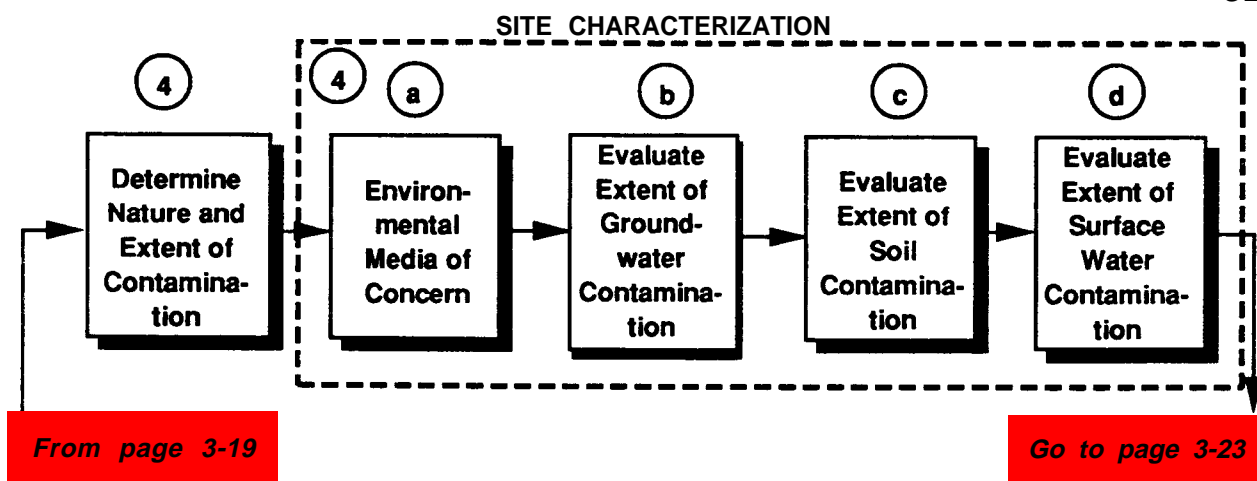 SITE CHARACTERIZATION
4
4
a
b
c
d
Determine
Nature and
Extent of
Contamina-
tion
Environ-
mental
Media of
Concern
Evaluate
Extent of
Ground-
water
Contamina-
tion
Evaluate
Extent of
Soil
Contamina-
tion
Evaluate
Extent of
Surface
Water
Contamina-
tion
From page 3-19
Go to page 3-23